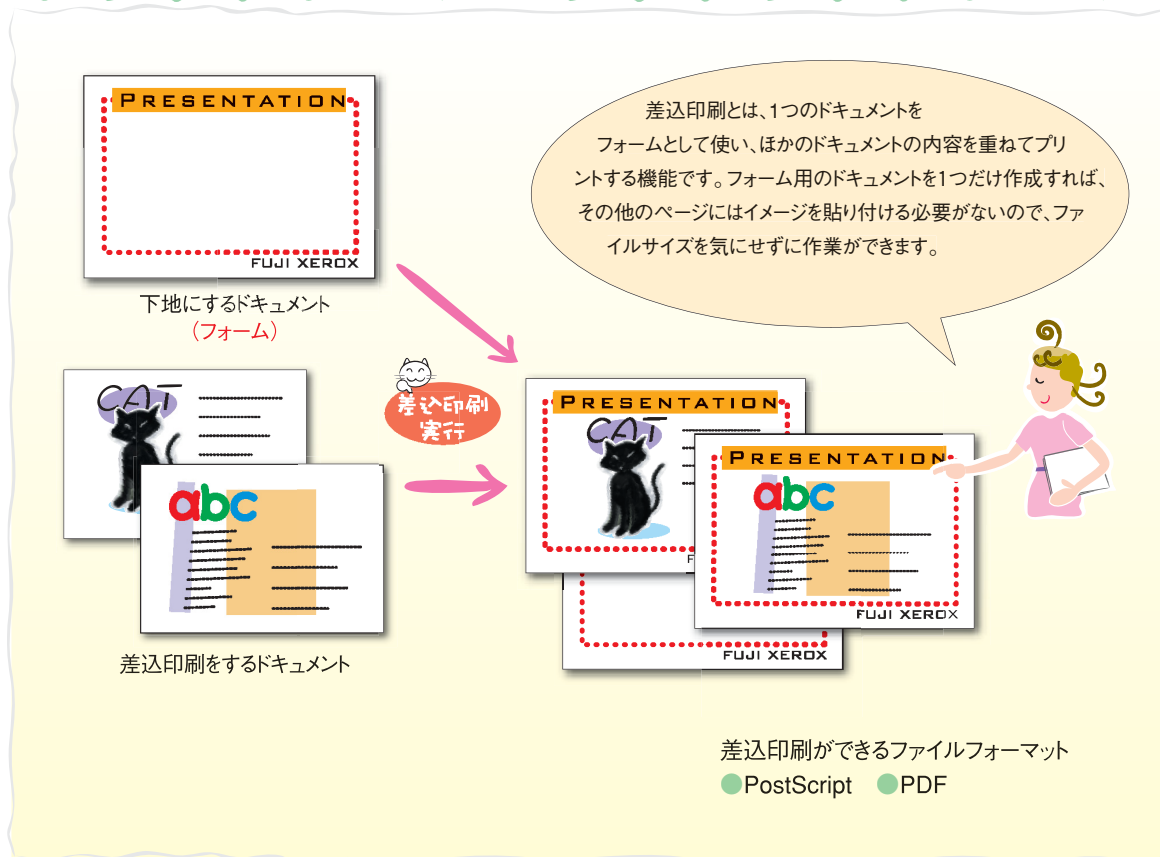 PRESENTATION
FUJI XEROX
下地にするドキュメント
（フォーム）
差込印刷とは、1つのドキュメントを
フォームとして使い、ほかのドキュメントの内容を重ねてプリ
ントする機能です。フォーム用のドキュメントを1つだけ作成すれば、
その他のページにはイメージを貼り付ける必要がないので、ファ
イルサイズを気にせずに作業ができます。
CAT
abc
差込印刷をするドキュメント
差込印刷
実行
PRESENTATION
CAT
F
PRESENTATION
abc
FUJI XEROX
FUJI XEROX
差込印刷ができるファイルフォーマット
●PostScript ●PDF